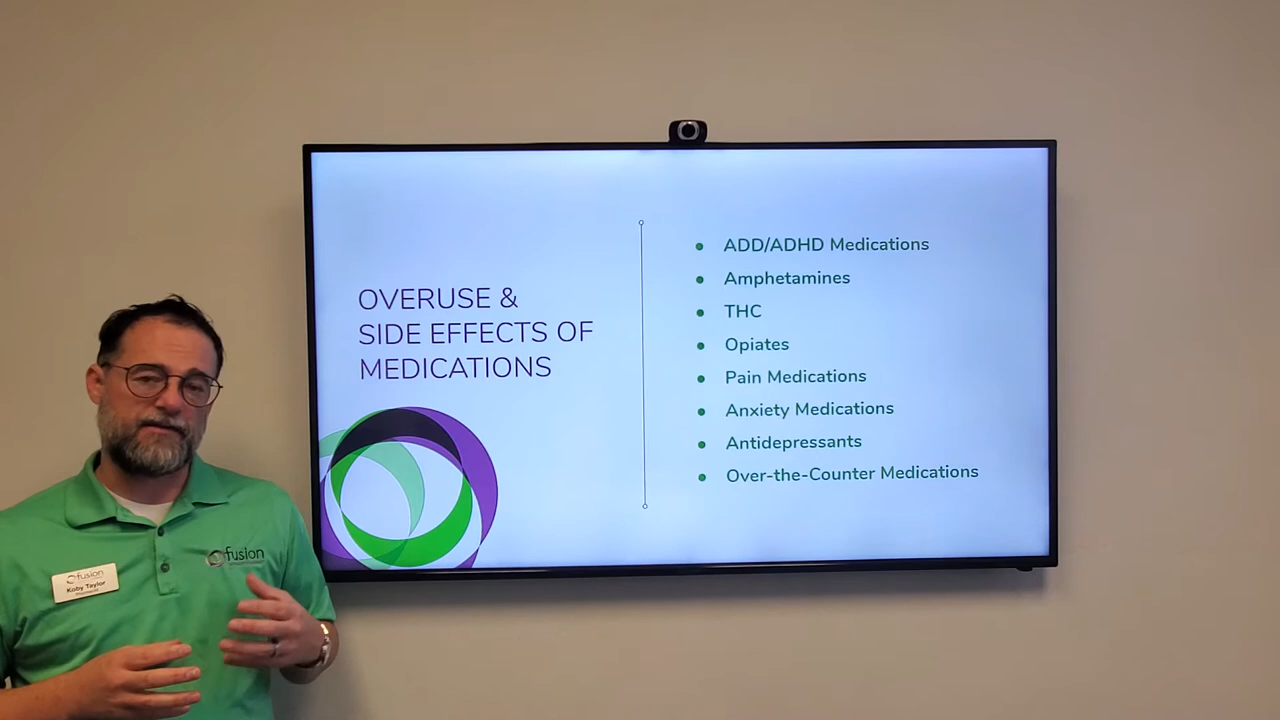 OVERUSE &
SIDE EFFECTS OF
MEDICATIONS
ADD/ADHD Medications
Amphetamines
THC
Opiates
Pain Medications
Anxiety Medications
Antidepressants
Over-the-Counter Medications
fusion
fusion
Koby Taylor